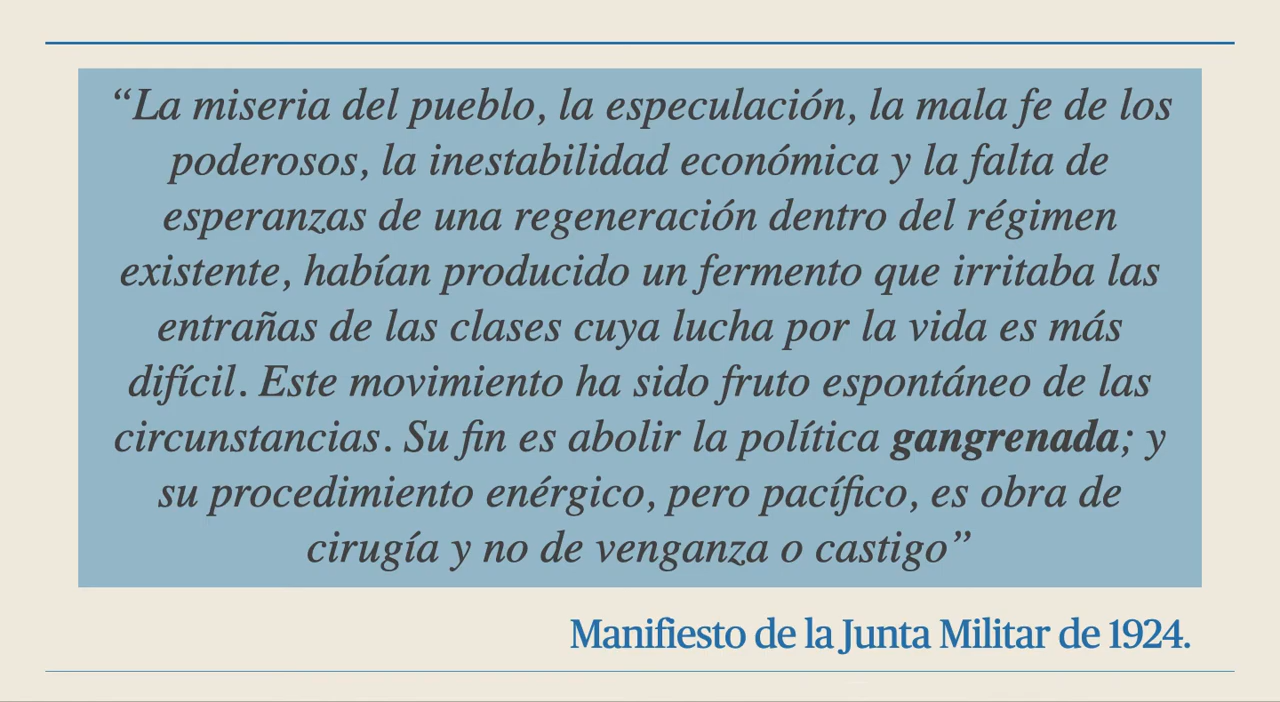 “La miseria del pueblo, la especulación, la mala fe de los
poderosos, la inestabilidad económica y la falta de
esperanzas de una regeneración dentro del régimen
existente, habían producido un fermento que irritaba las
entrañas de las clases cuya lucha por la vida es más
difícil. Este movimiento ha sido fruto espontáneo de las
circunstancias. Su fin es abolir la política gangrenada; y
su procedimiento enérgico, pero pacífico, es obra de
cirugía y no de venganza o castigo”
Manifiesto de la Junta Militar de 1924.